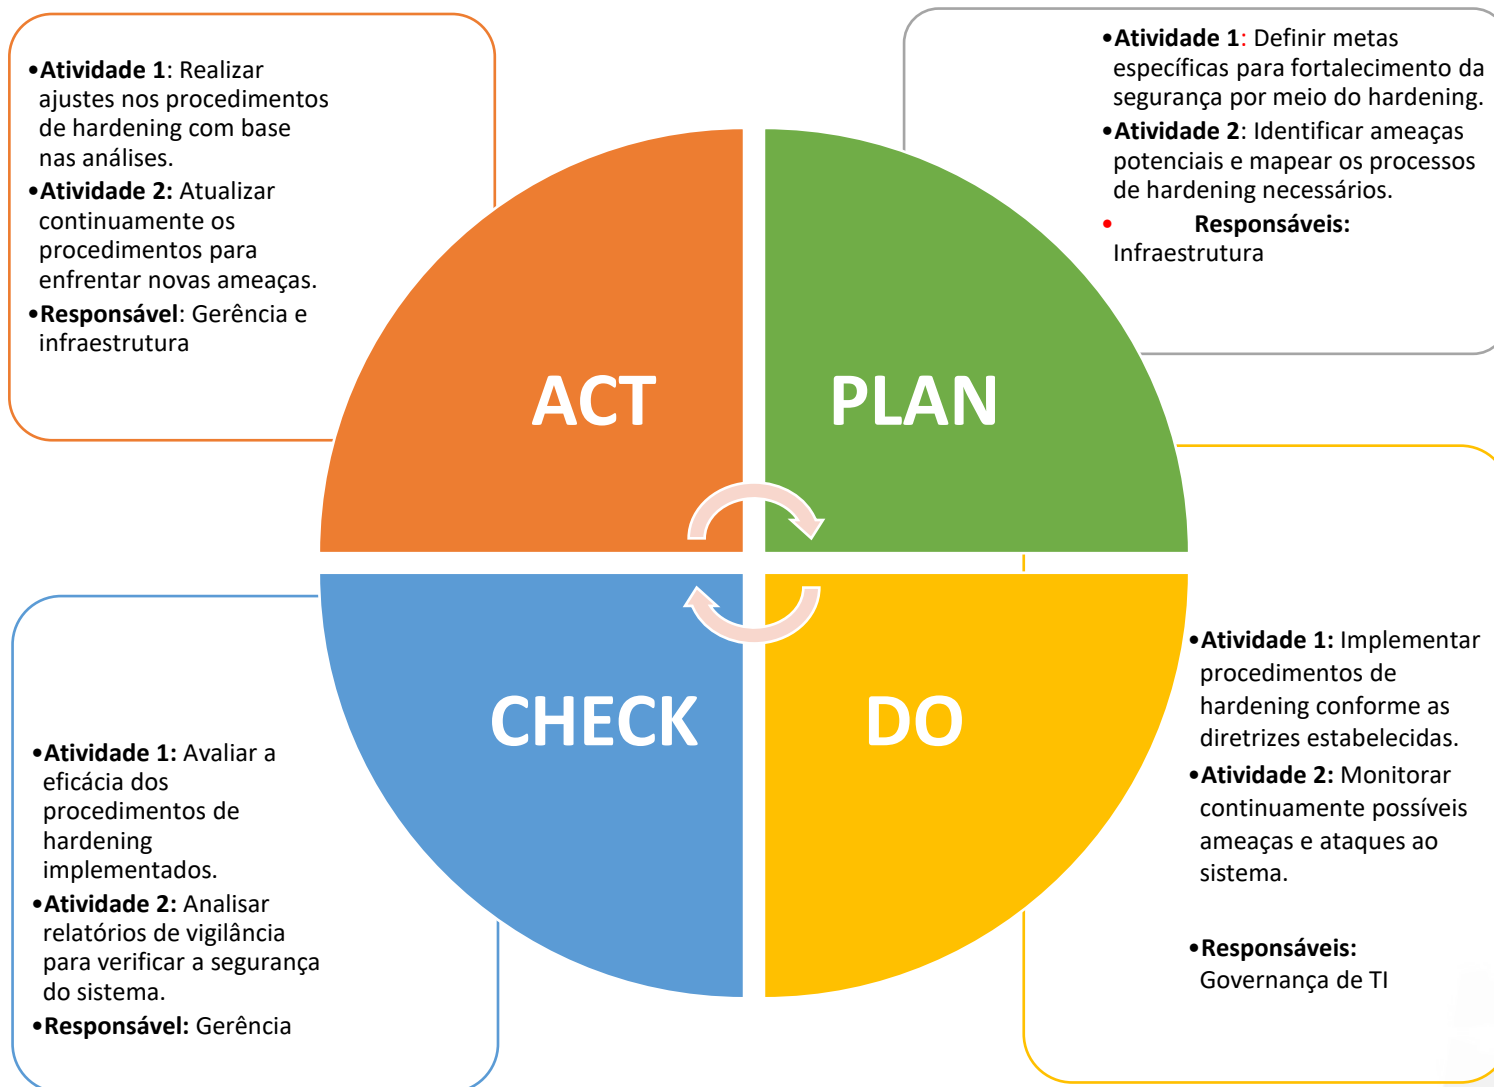 •Atividade 1: Realizar
ajustes nos procedimentos
de hardening com base
nas análises.
•Atividade 2: Atualizar
continuamente os
procedimentos para
enfrentar novas ameaças.
•Responsável: Gerência e
infraestrutura
•Atividade 1: Definir metas
específicas para fortalecimento da
segurança por meio do hardening.
•Atividade 2: Identificar ameaças
potenciais e mapear os processos
de hardening necessários.
• Responsáveis:
Infraestrutura
ACT
PLAN
CHECK
DO
•Atividade 1: Avaliar a
eficácia dos
procedimentos de
hardening
implementados.
•Atividade 2: Analisar
relatórios de vigilância
para verificar a segurança
do sistema.
•Responsável: Gerência
•Atividade 1: Implementar
procedimentos de
hardening conforme as
diretrizes estabelecidas.
•Atividade 2: Monitorar
continuamente possíveis
ameaças e ataques ao
sistema.
•Responsáveis:
Governança de TI